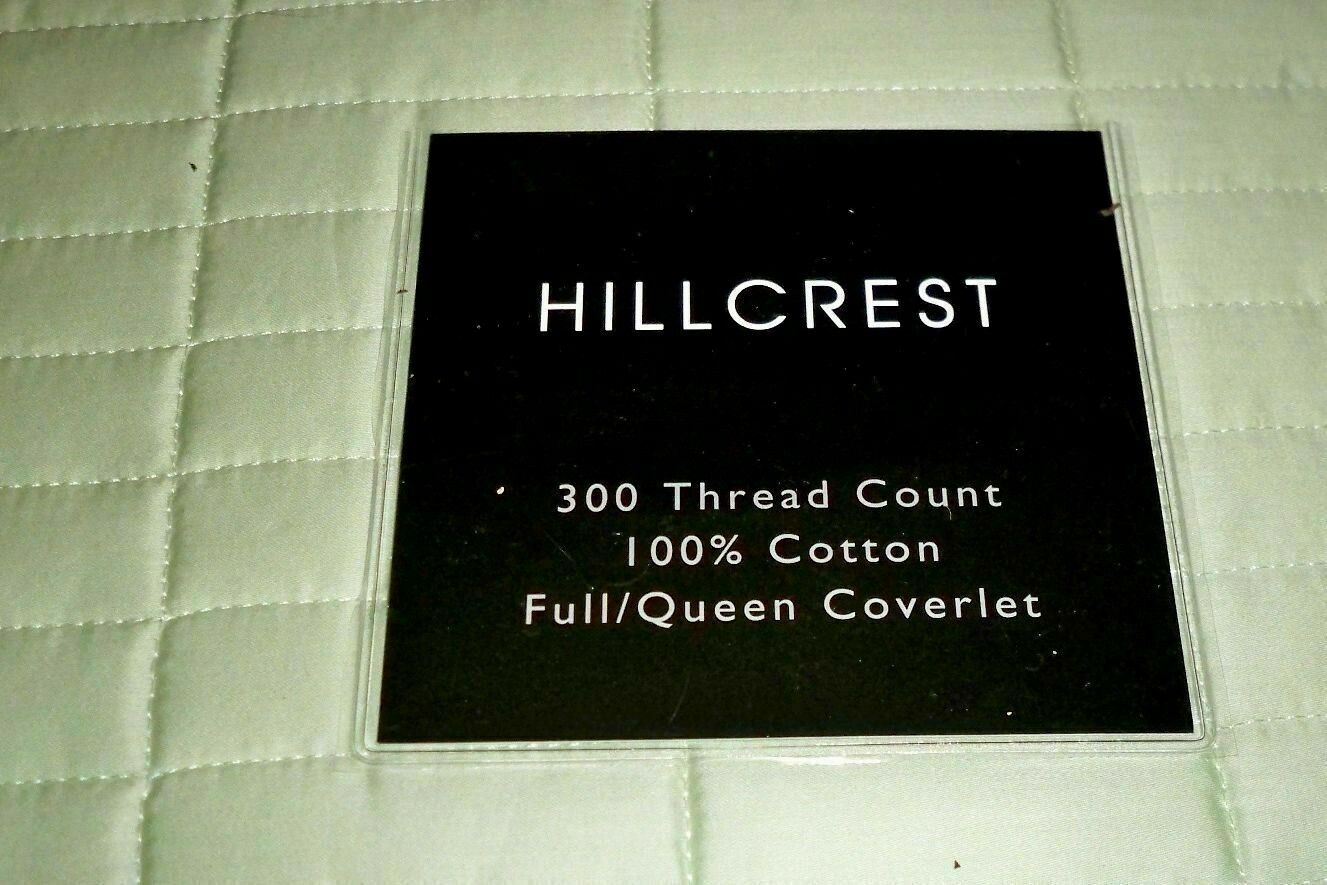 HILLCREST
300 Thread Count
100% Cotton
Full/Queen Coverlet